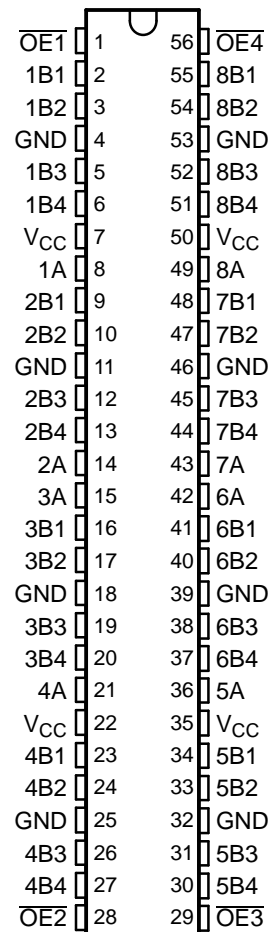 O̅E̅1̅ 1 56 O̅E̅4̅
1B1 2 55 8B1
1B2 3 54 8B2
GND 4 53 GND
1B3 5 52 8B3
1B4 6 51 8B4
VCC 7 50 VCC
1A 8 49 8A
2B1 9 48 7B1
2B2 10 47 7B2
GND 11 46 GND
2B3 12 45 7B3
2B4 13 44 7B4
2A 14 43 7A
3A 15 42 6A
3B1 16 41 6B1
3B2 17 40 6B2
GND 18 39 GND
3B3 19 38 6B3
3B4 20 37 6B4
4A 21 36 5A
VCC 22 35 VCC
4B1 23 34 5B1
4B2 24 33 5B2
GND 25 32 GND
4B3 26 31 5B3
4B4 27 30 5B4
O̅E̅2̅ 28 29 O̅E̅3̅